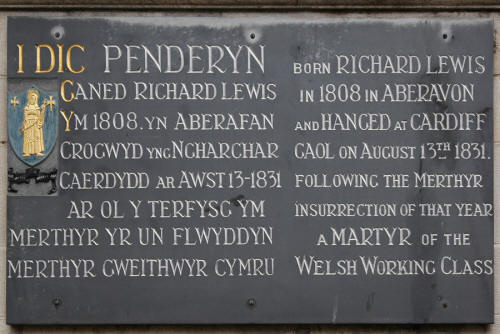 I DIC PENDERYN
GANED RICHARD LEWIS
YM 1808. YN ABERAFAN
CROGWYD YNG NGHARCHAR
CAERDYDD AR AWST 13-1831
AR OL Y TERFYSG YM
MERTHYR YR UN FLWYDDYN
MERTHYR GWEITHWYR CYMRU
BORN RICHARD LEWIS
IN 1808 IN ABERAVON
AND HANGED AT CARDIFF
GAOL ON AUGUST 13TH 1831.
FOLLOWING THE MERTHYR
INSURRECTION OF THAT YEAR
A MARTYR OF THE
WELSH WORKING CLASS